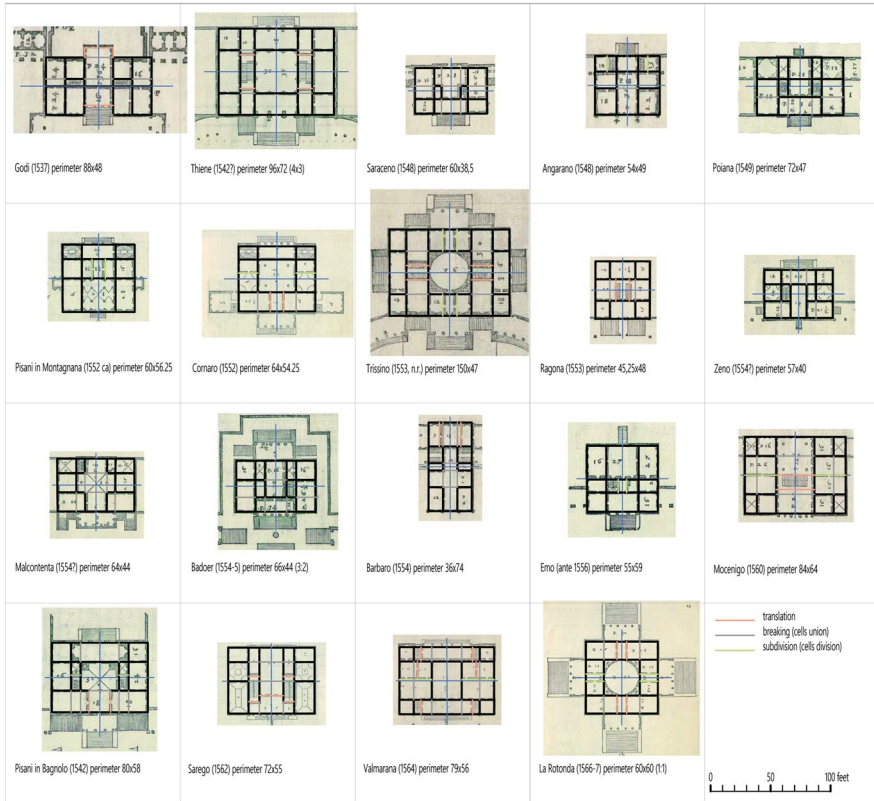 Godi (1537) perimeter 88x48
Thiene (1542?) perimeter 96x72 (4x3)
Saraceno (1548) perimeter 60x38,5
Angarano (1548) perimeter 54x49
Poiana (1549) perimeter 72x47
Pisani in Montagnana (1552 ca) perimeter 60x56.25
Cornaro (1552) perimeter 64x54.25
Trissino (1553, n.r.) perimeter 150x47
Ragona (1553) perimeter 45,25x48
Zeno (1554?) perimeter 57x40
Malcontenta (1554?) perimeter 64x44
Badoer (1554-5) perimeter 66x44 (3:2)
Barbaro (1554) perimeter 36x74
Emo (ante 1556) perimeter 55x59
Mocenigo (1560) perimeter 84x64
Pisani in Bagnolo (1542) perimeter 80x58
Sarego (1562) perimeter 72x55
Valmarana (1564) perimeter 79x56
La Rotonda (1566-7) perimeter 60x60 (1:1)
translation
breaking (cells union)
subdivision (cells division)
0 50 100 feet